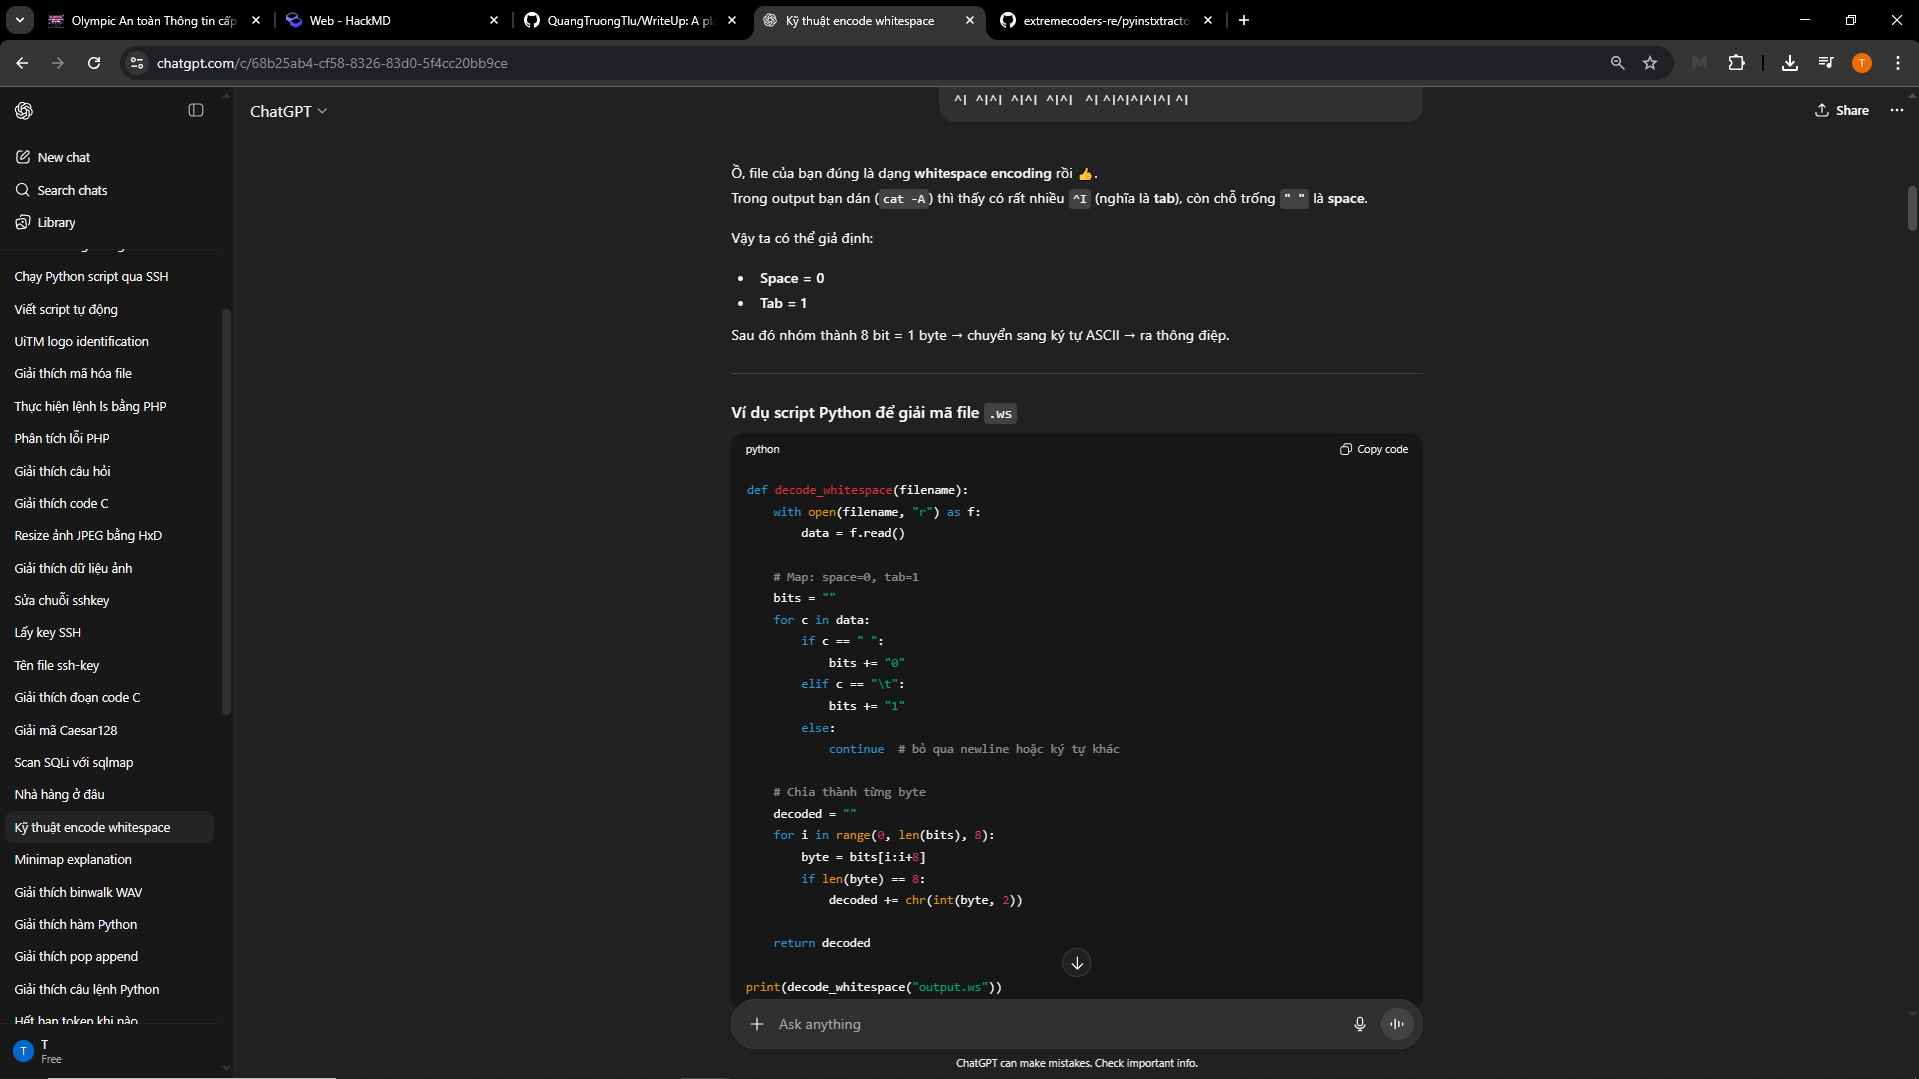 Olympic An toàn Thông tin cấp
Web - HackMD
QuangTruongTlu/WriteUp: A pl
Kỹ thuật encode whitespace
extremecoders-re/pyinstxtracto
chatgpt.com/c/68b25ab4-cf58-8326-83d0-5f4cc20bb9ce
T
ChatGPT
Share
New chat
Search chats
Library
Chạy Python script qua SSH
Viết script tự động
UiTM logo identification
Giải thích mã hóa file
Thực hiện lệnh ls bằng PHP
Phân tích lỗi PHP
Giải thích câu hỏi
Giải thích code C
Resize ảnh JPEG bằng HxD
Giải thích dữ liệu ảnh
Sửa chuỗi sshkey
Lấy key SSH
Tên file ssh-key
Giải thích đoạn code C
Giải mã Caesar128
Scan SQLi với sqlmap
Nhà hàng ở đâu
Kỹ thuật encode whitespace
Minimap explanation
Giải thích binwalk WAV
Giải thích hàm Python
Giải thích pop append
Giải thích câu lệnh Python
Hết hạn token khi nào
T
T
Free
^I  ^I^I  ^I^I  ^I^I   ^I ^I^I^I^I^I ^I
Ồ, file của bạn đúng là dạng whitespace encoding rồi 👍.
Trong output bạn dán (cat -A) thì thấy có rất nhiều ^I (nghĩa là tab), còn chỗ trống " " là space.
Vậy ta có thể giả định:
• Space = 0
• Tab = 1
Sau đó nhóm thành 8 bit = 1 byte → chuyển sang ký tự ASCII → ra thông điệp.
Ví dụ script Python để giải mã file .ws
python
Copy code
def decode_whitespace(filename):
    with open(filename, "r") as f:
        data = f.read()
    # Map: space=0, tab=1
    bits = ""
    for c in data:
        if c == " ":
            bits += "0"
        elif c == "\t":
            bits += "1"
        else:
            continue  # bỏ qua newline hoặc ký tự khác
    # Chia thành từng byte
    decoded = ""
    for i in range(0, len(bits), 8):
        byte = bits[i:i+8]
        if len(byte) == 8:
            decoded += chr(int(byte, 2))
    return decoded
print(decode_whitespace("output.ws"))
Ask anything
ChatGPT can make mistakes. Check important info.